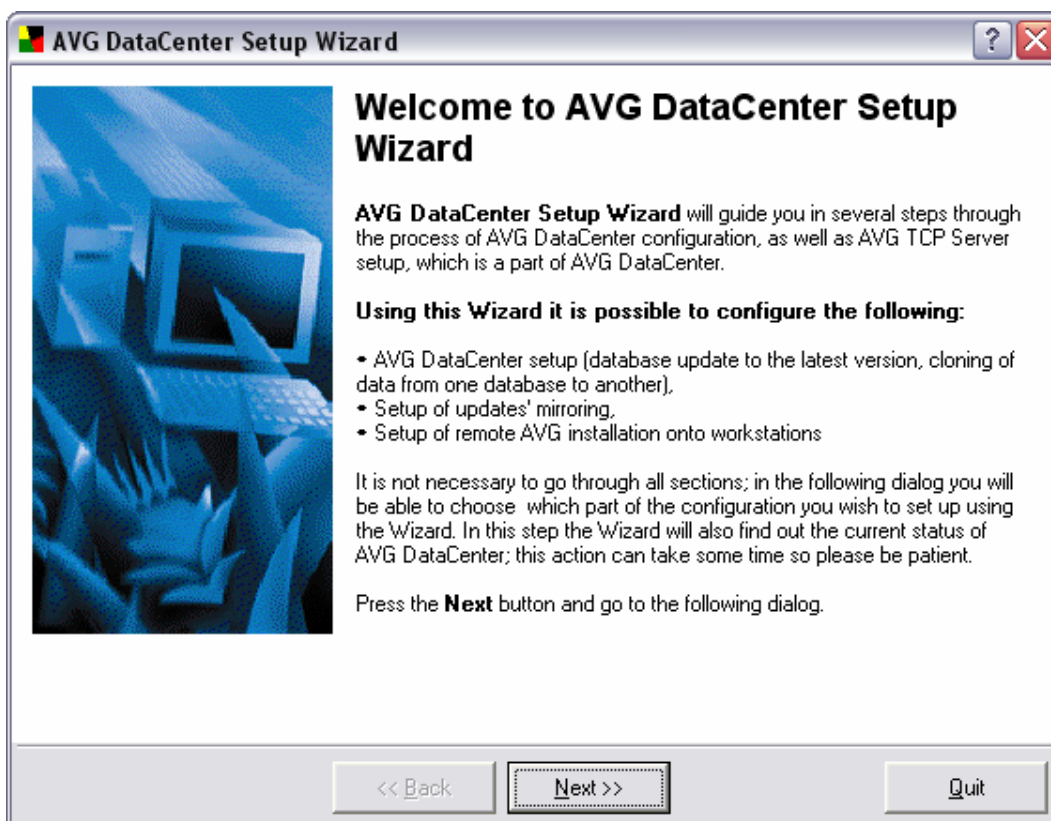 AVG DataCenter Setup Wizard
Welcome to AVG DataCenter Setup
Wizard
AVG DataCenter Setup Wizard will guide you in several steps through
the process of AVG DataCenter configuration, as well as AVG TCP Server
setup, which is a part of AVG DataCenter.
Using this Wizard it is possible to configure the following:
• AVG DataCenter setup (database update to the latest version, cloning of
data from one database to another),
• Setup of updates' mirroring,
• Setup of remote AVG installation onto workstations
It is not necessary to go through all sections; in the following dialog you will
be able to choose which part of the configuration you wish to set up using
the Wizard. In this step the Wizard will also find out the current status of
AVG DataCenter; this action can take some time so please be patient.
Press the Next button and go to the following dialog.
<< Back
Next >>
Quit